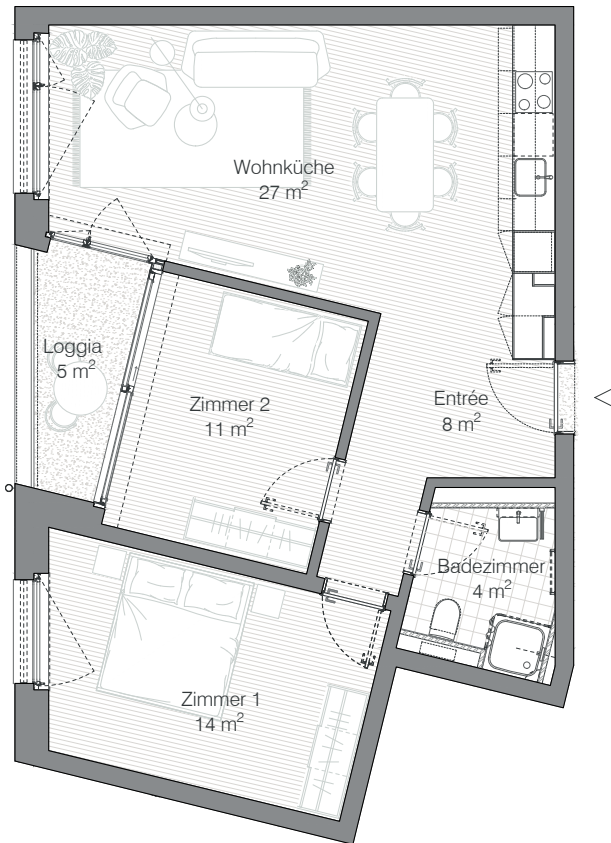 Wohnküche
27 m²
Loggia
5 m²
Zimmer 2
11 m²
Entrée
8 m²
Badezimmer
4 m²
Zimmer 1
14 m²